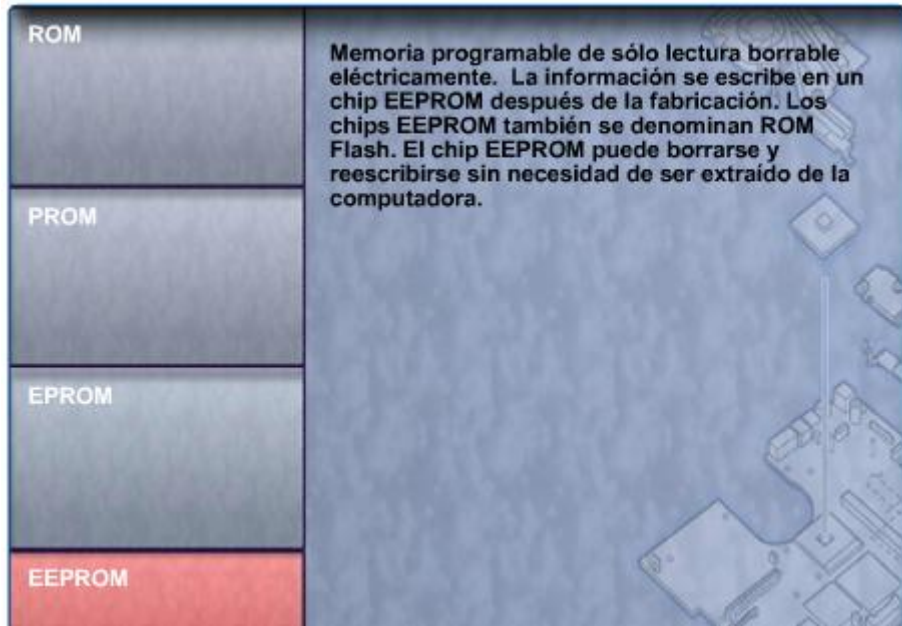 ROM
PROM
EPROM
EEPROM
Memoria programable de sólo lectura borrable
eléctricamente. La información se escribe en un
chip EEPROM después de la fabricación. Los
chips EEPROM también se denominan ROM
Flash. El chip EEPROM puede borrarse y
reescribirse sin necesidad de ser extraído de la
computadora.